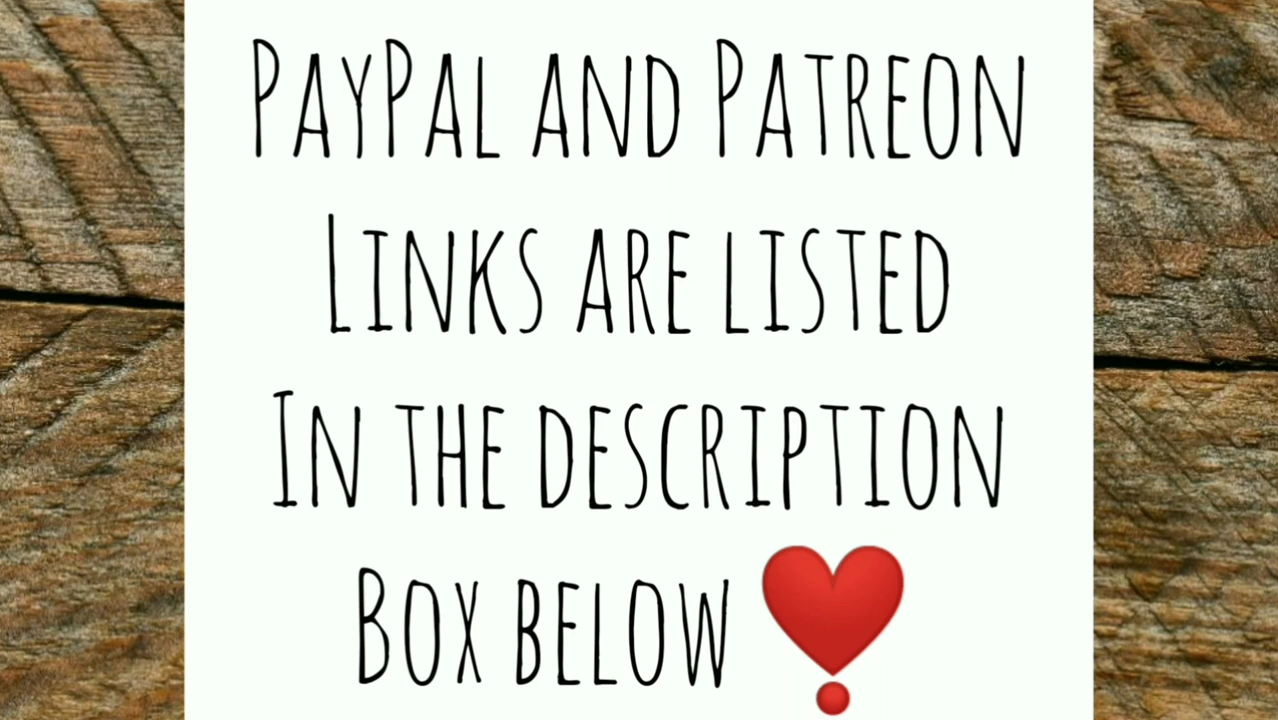 PayPal and Patreon
Links are listed
In the description
Box below ❣️